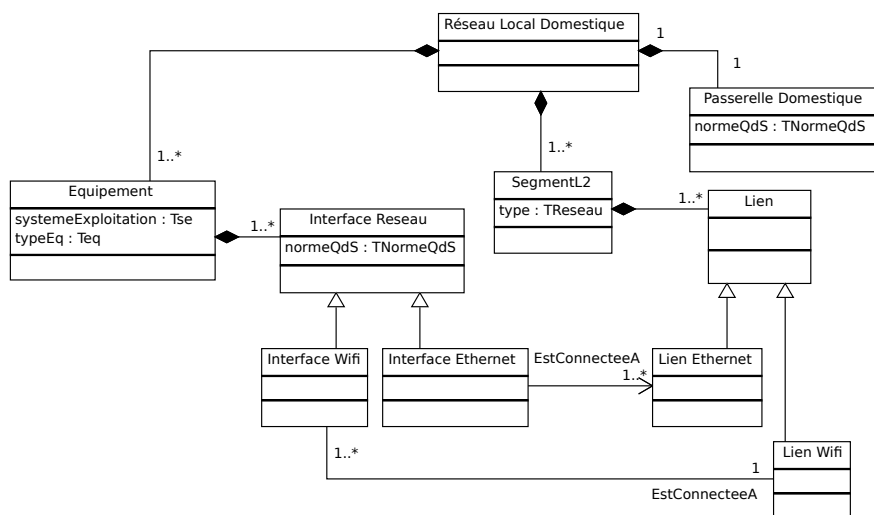 Réseau Local Domestique
1
1
Passerelle Domestique
normeQdS : TNormeQdS
1..*
1..*
Equipement
systemeExploitation : Tse
typeEq : Teq
SegmentL2
type : TReseau
1..*
Lien
1..*
Interface Reseau
normeQdS : TNormeQdS
Interface Wifi
Interface Ethernet
EstConnecteeA
1..*
Lien Ethernet
1..*
1
Lien Wifi
EstConnecteeA